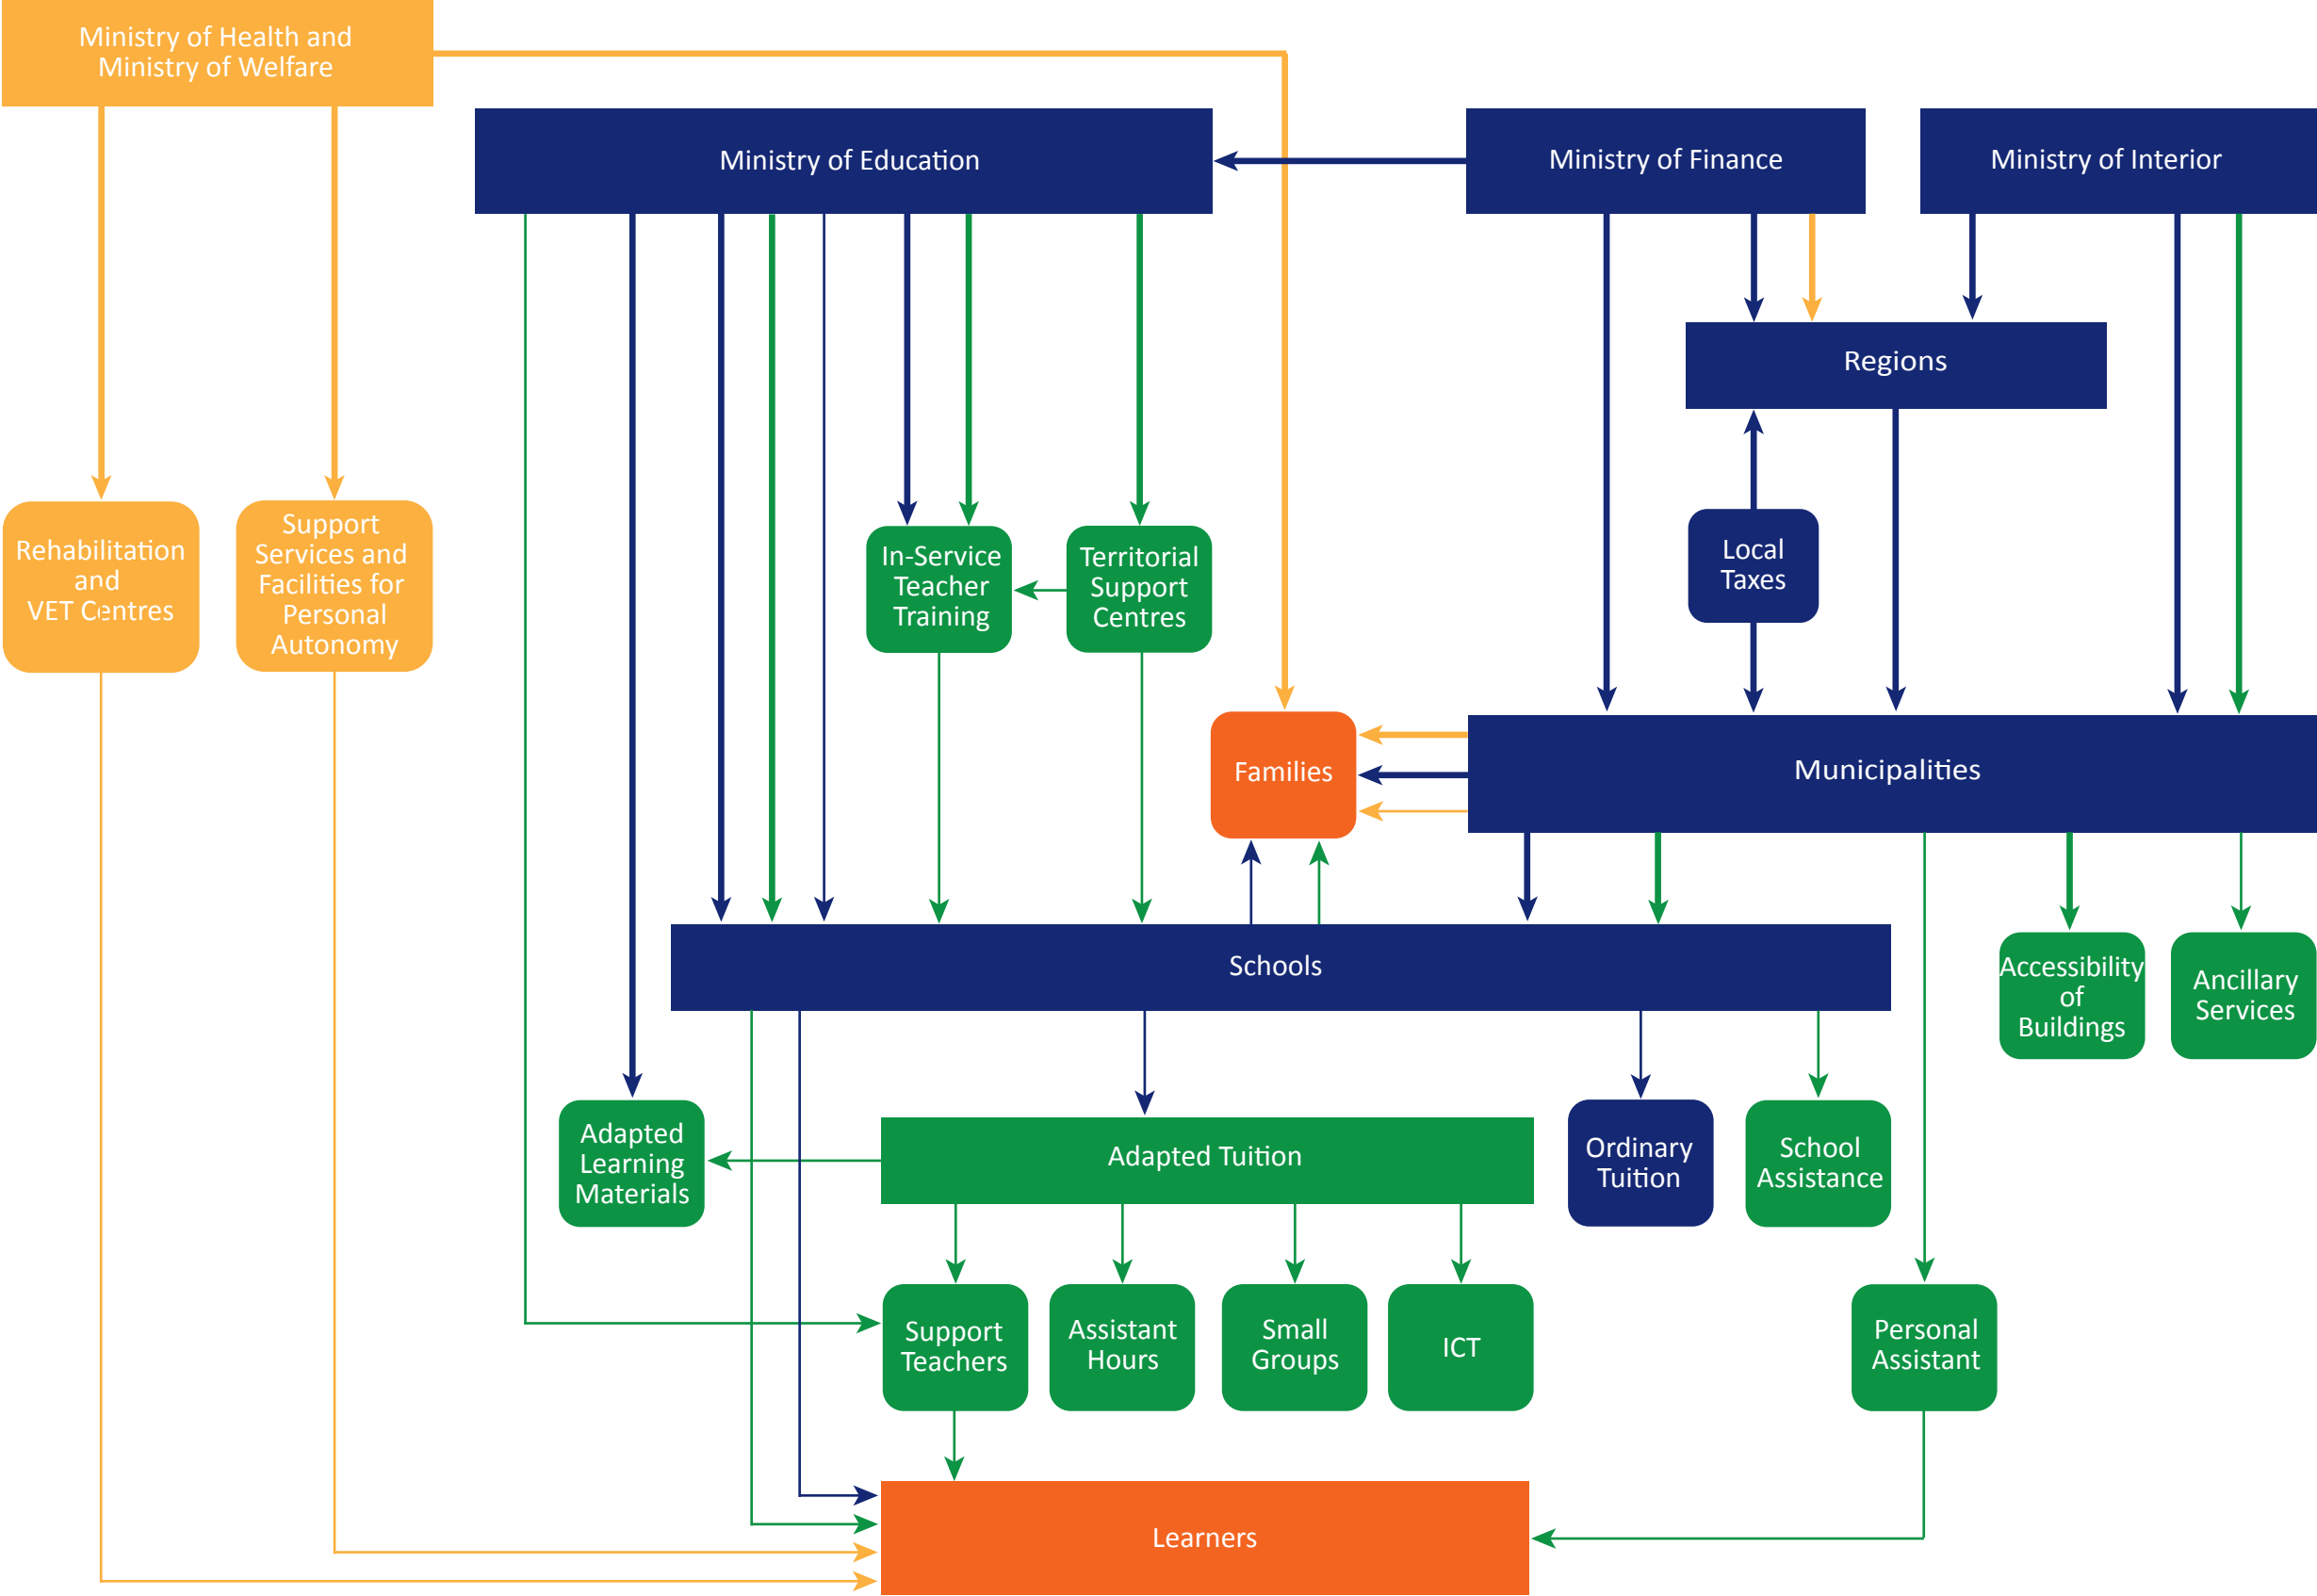 Ministry of Health and
Ministry of Welfare
Ministry of Education
Ministry of Finance
Ministry of Interior
Regions
Rehabilitation
and
VET Centres
Support
Services and
Facilities for
Personal
Autonomy
In-Service
Teacher
Training
Territorial
Support
Centres
Local
Taxes
Families
Municipalities
Schools
Accessibility
of
Buildings
Ancillary
Services
Adapted
Learning
Materials
Adapted Tuition
Ordinary
Tuition
School
Assistance
Support
Teachers
Assistant
Hours
Small
Groups
ICT
Personal
Assistant
Learners